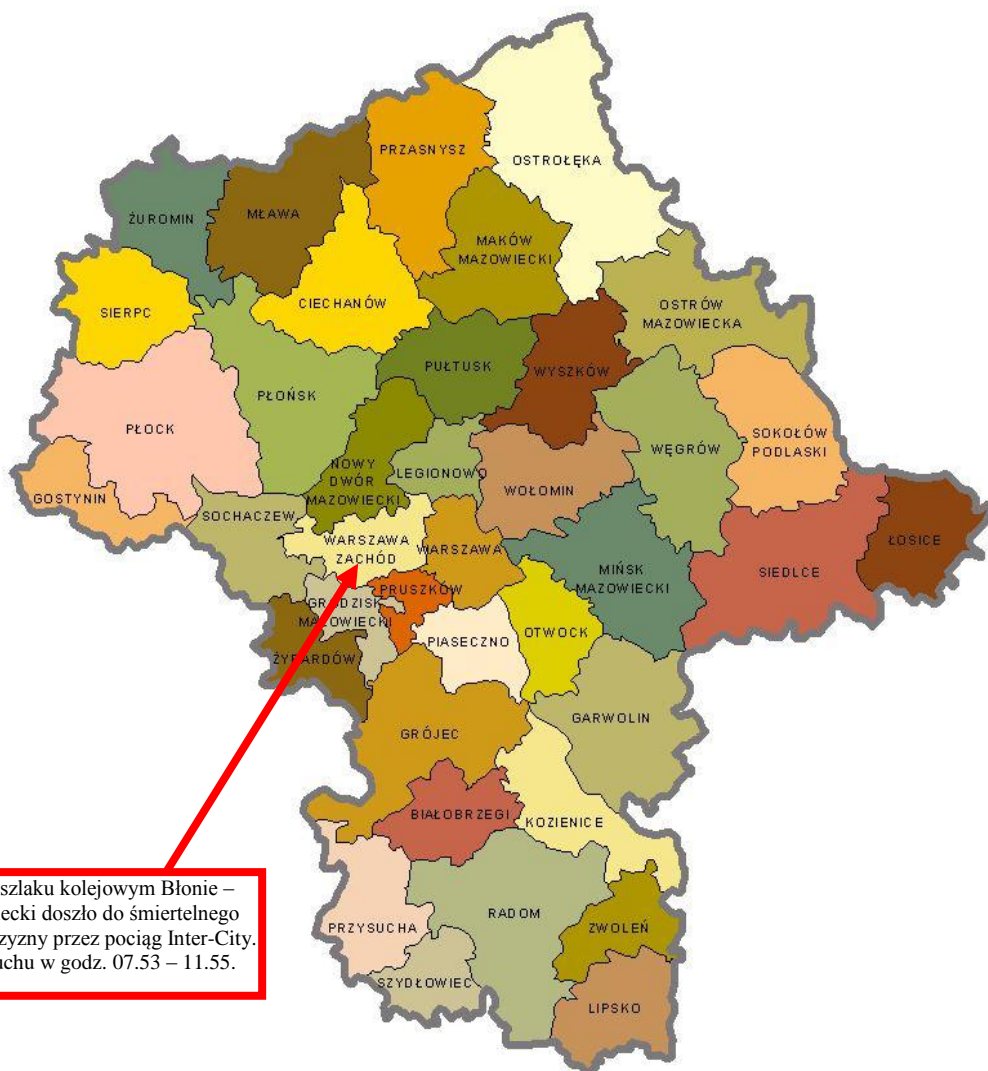 PRZASNYSZ
OSTROŁĘKA
ŻUROMIN
MŁAWA
MAKÓW
MAZOWIECKI
CIECHANÓW
OSTRÓW
MAZOWIECKA
SIERPC
PUŁTUSK
WYSZKÓW
PŁOŃSK
PŁOCK
SOKOŁÓW
PODLASKI
WĘGRÓW
NOWY
DWÓR
MAZOWIECKI
LEGIONOWO
WOŁOMIN
GOSTYNIN
SOCHACZEW
WARSZAWA
ZACHÓD
WARSZAWA
ŁOSICE
SIEDLCE
MIŃSK
MAZOWIECKI
PRUSZKÓW
GRODZISK
MAZOWIECKI
PIASECZNO
OTWOCK
ŻYRARDÓW
GARWOLIN
GRÓJEC
BIAŁOBRZEGI
KOZIENICE
szlaku kolejowym Błonie –
ecki doszło do śmiertelnego
zyzny przez pociąg Inter-City.
uchu w godz. 07.53 – 11.55.
RADOM
PRZYSUCHA
ZWOLEŃ
SZYDŁOWIEC
LIPSKO